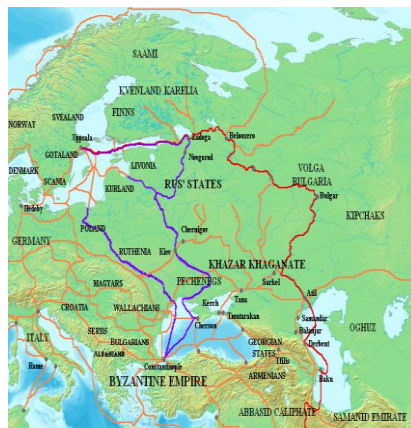 SAAMI
KVENLAND KARELIA
FINNS
NORWAY
SVEALAND
Uppsala
Ladoga
Beloozero
GOTALAND
Novgorod
LIVONIA
DENMARK
SCANIA
KURLAND
VOLGA
BULGARIA
RUS' STATES
Bulgar
Hedeby
KIPCHAKS
POLAND
Chernigov
GERMANY
RUTHENIA
Kiev
KHAZAR KHAGANATE
PECHENEGS
Sarkel
MAGYARS
Atil
Tana
Kerch
CROATIA
WALLACHIANS
Tmutarakan
Samandar
OGHUZ
Cherson
Balanjar
SERBS
ITALY
BULGARIANS
GEORGIAN
STATES
Derbent
ALBANIANS
Tiflis
Rome
Constantinople
Baku
ARMENIANS
BYZANTINE EMPIRE
ABBASID CALIPHATE
SAMANID EMIRATE